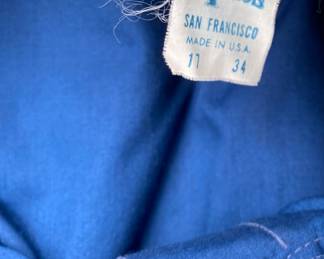 SAN FRANCISCO
MADE IN U.S.A.
11 34